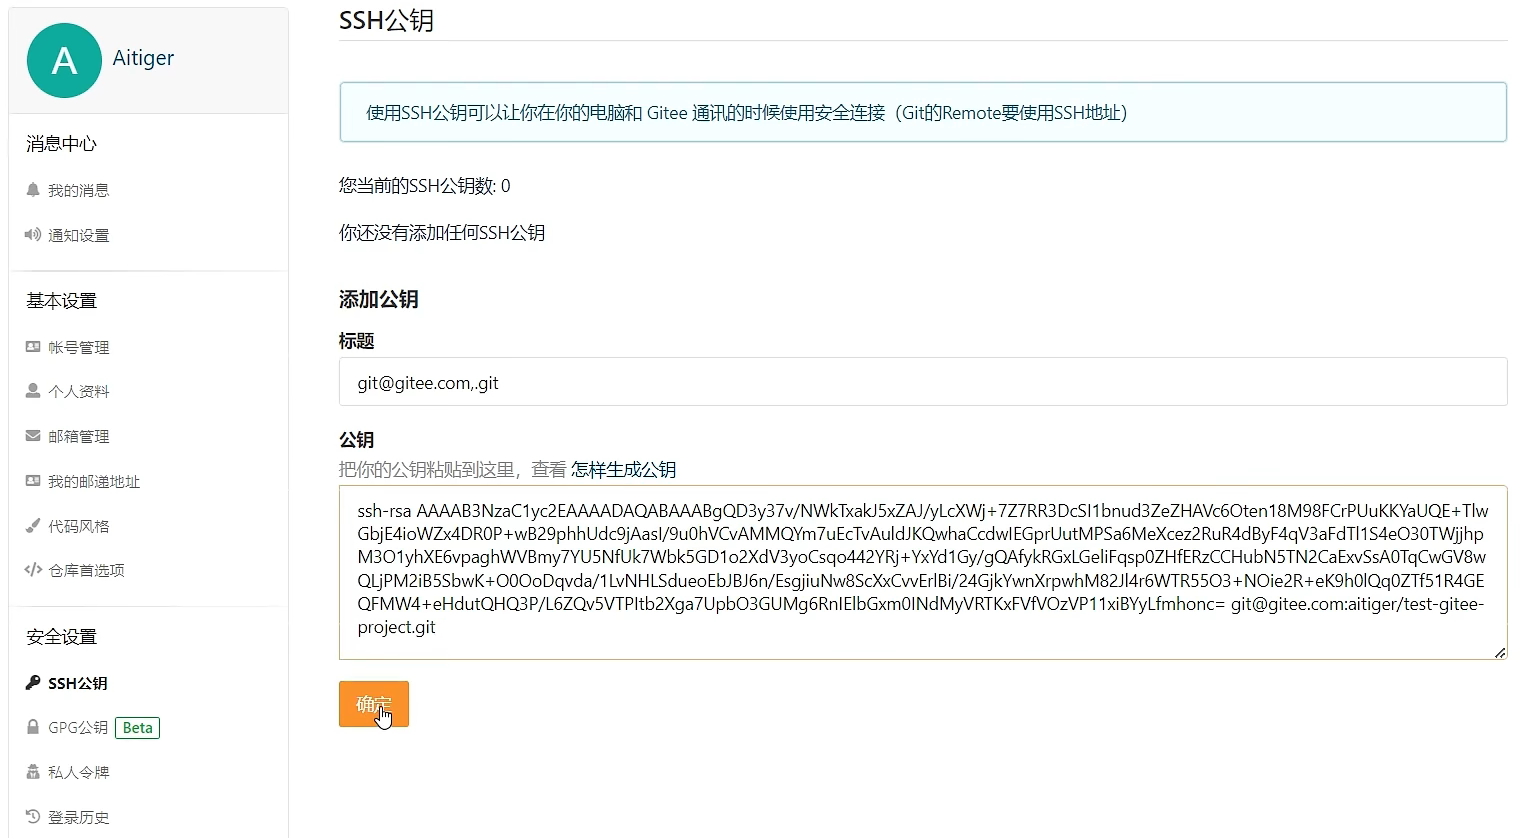 A
Aitiger
消息中心
我的消息
通知设置
基本设置
帐号管理
个人资料
邮箱管理
我的邮递地址
代码风格
仓库首选项
安全设置
SSH公钥
GPG公钥 Beta
私人令牌
登录历史
SSH公钥
使用SSH公钥可以让你在你的电脑和 Gitee 通讯的时候使用安全连接（Git的Remote要使用SSH地址）
您当前的SSH公钥数: 0
你还没有添加任何SSH公钥
添加公钥
标题
git@gitee.com,.git
公钥
把你的公钥粘贴到这里，查看 怎样生成公钥
ssh-rsa AAAAB3NzaC1yc2EAAAADAQABAAABgQD3y37v/NWkTxakJ5xZAJ/yLcXWj+7Z7RR3DcSI1bnud3ZeZHAVc6Oten18M98FCrPUuKKYaUQE+Tlw
GbjE4ioWZx4DR0P+wB29phhUdc9jAasI/9u0hVCvAMMQYm7uEcTvAuldJKQwhaCcdwIEGprUutMPSa6MeXcez2RuR4dByF4qV3aFdTl1S4eO30TWjjhp
M3O1yhXE6vpaghWVBmy7YU5NfUk7Wbk5GD1o2XdV3yoCsqo442YRj+YxYd1Gy/gQAfykRGxLGeliFqsp0ZHfERzCCHubN5TN2CaExvSsA0TqCwGV8w
QLjPM2iB5SbwK+O0OoDqvda/1LvNHLSdueoEbJBJ6n/EsgjiuNw8ScXxCvvErlBi/24GjkYwnXrpwhM82Jl4r6WTR55O3+NOie2R+eK9h0lQq0ZTf51R4GE
QFMW4+eHdutQHQ3P/L6ZQv5VTPItb2Xga7UpbO3GUMg6RnIElbGxm0INdMyVRTKxFVfVOzVP11xiBYyLfmhonc= git@gitee.com:aitiger/test-gitee-
project.git
确定